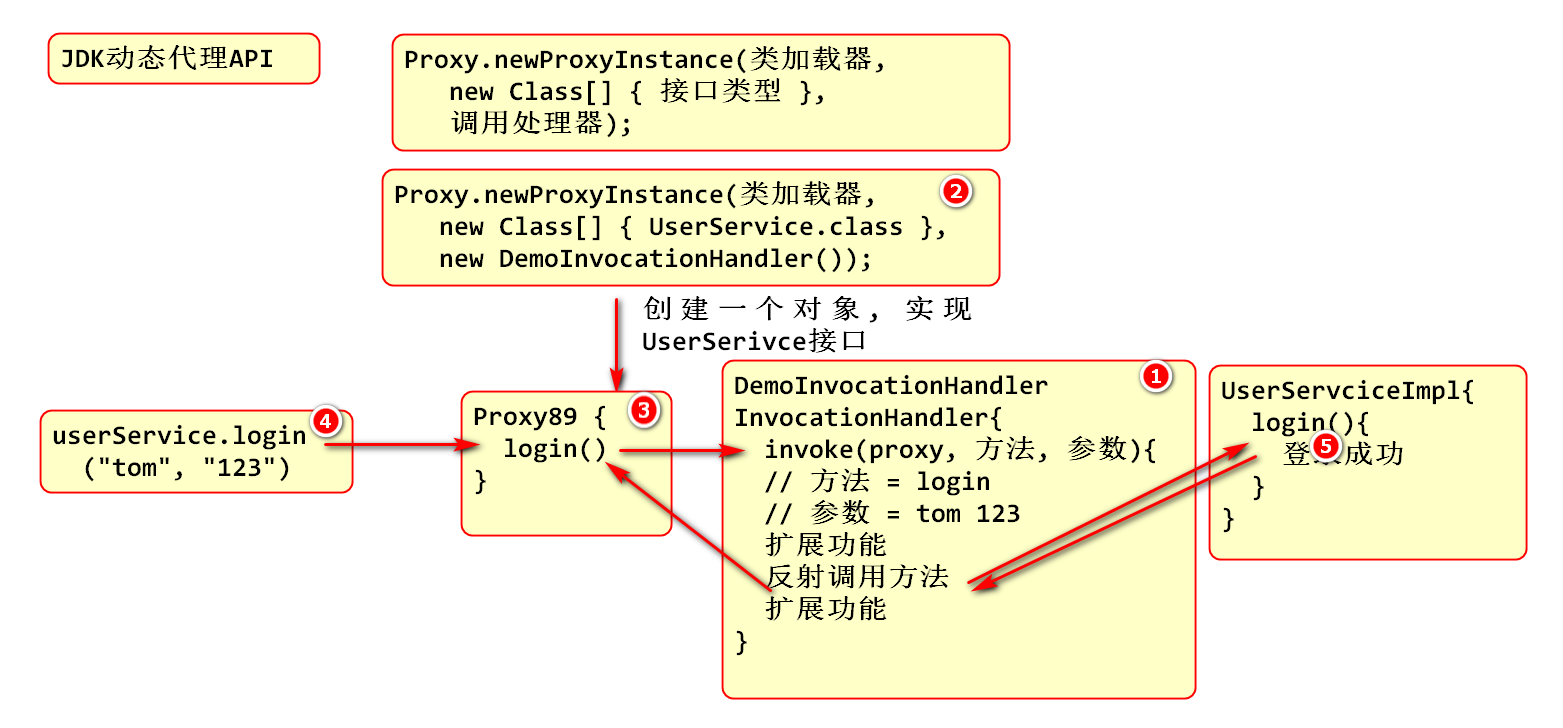 JDK动态代理API
Proxy.newProxyInstance(类加载器,
new Class[] { 接口类型 },
调用处理器);
Proxy.newProxyInstance(类加载器,
2
new Class[] { UserService.class },
new DemoInvocationHandler());
创建一个对象, 实现
UserSerivce接口
4
userService.login
("tom", "123")
3
Proxy89 {
login()
}
1
DemoInvocationHandler
InvocationHandler{
invoke(proxy, 方法, 参数){
// 方法 = login
// 参数 = tom 123
扩展功能
反射调用方法
扩展功能
}
UserServciceImpl{
login(){
5
登录成功
}
}